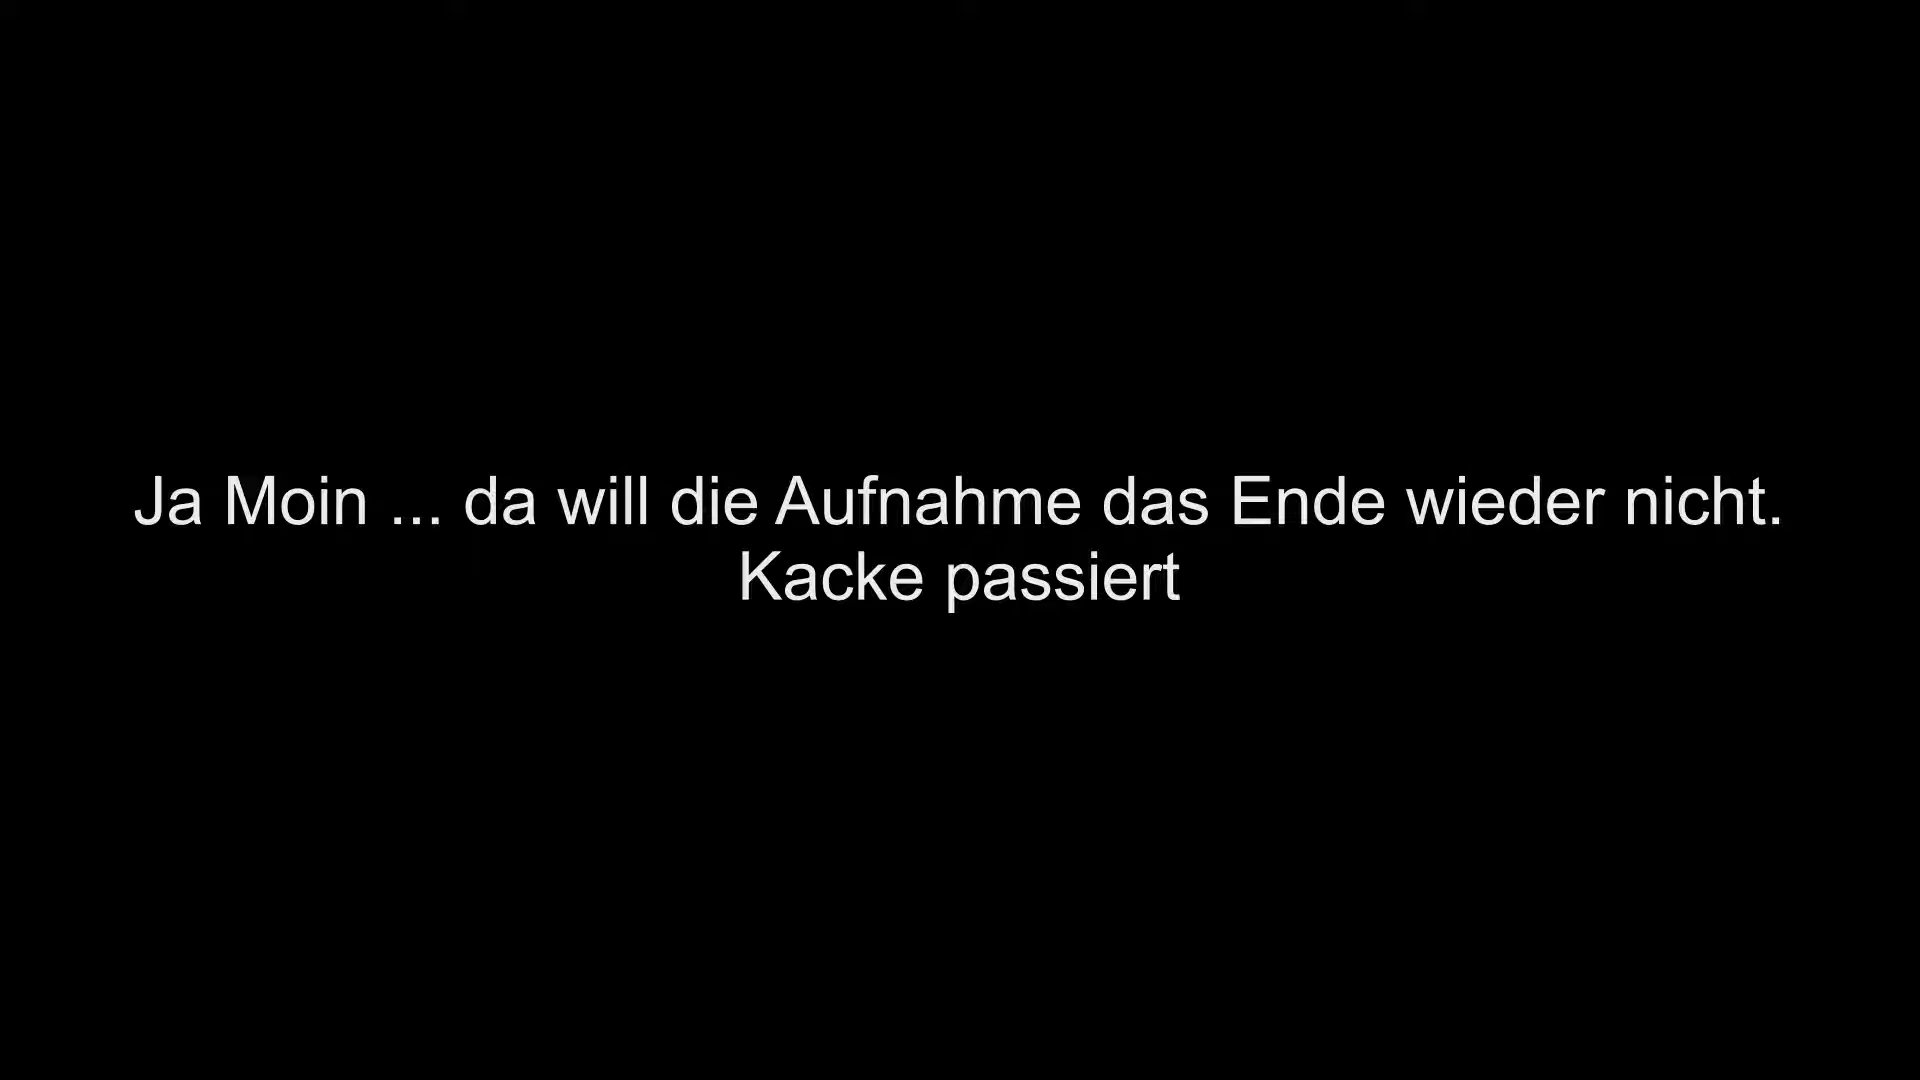 Ja Moin ... da will die Aufnahme das Ende wieder nicht.
Kacke passiert